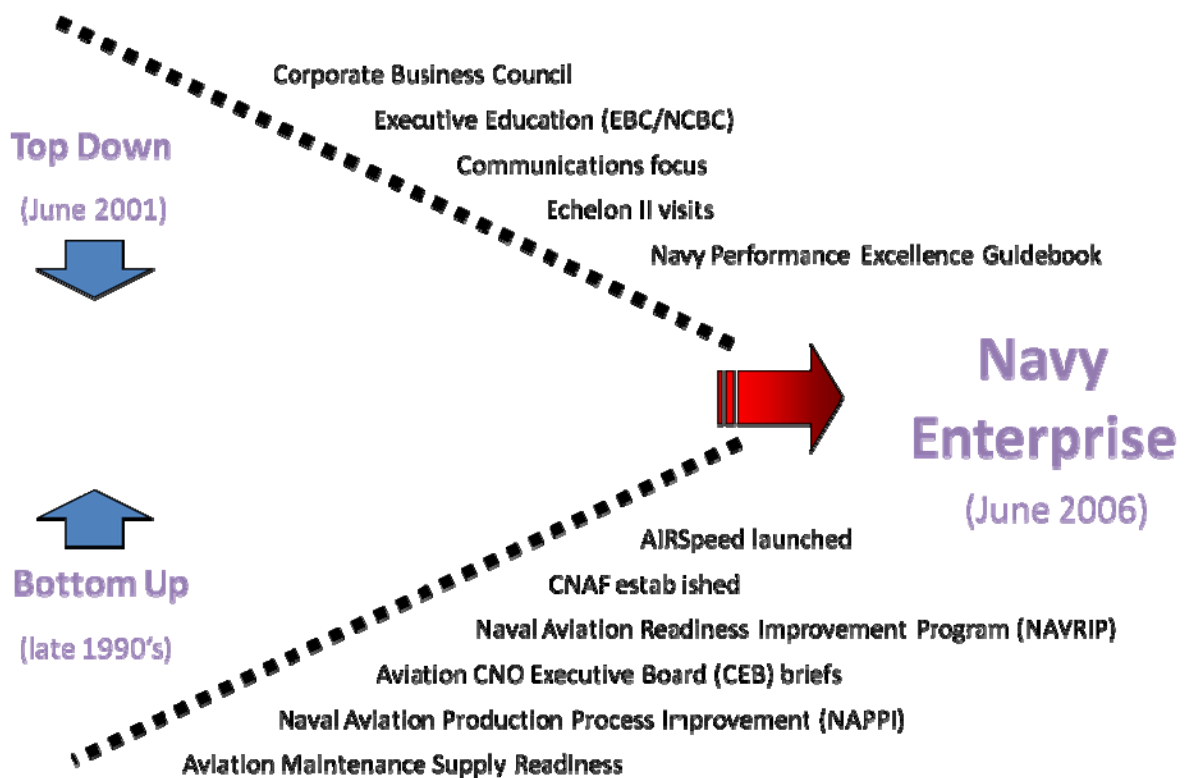 Corporate Business Council
Executive Education (EBC/NCBC)
Top Down
Communications focus
(June 2001)
Echelon II visits
Navy Performance Excellence Guidebook
Navy
Enterprise
(June 2006)
AIRSpeed launched
Bottom Up
CNAF estab ished
(late 1990's)
Naval Aviation Readiness Improvement Program (NAVRIP)
Aviation CNO Executive Board (CEB) briefs
Naval Aviation Production Process Improvement (NAPPI)
Aviation Maintenance Supply Readiness